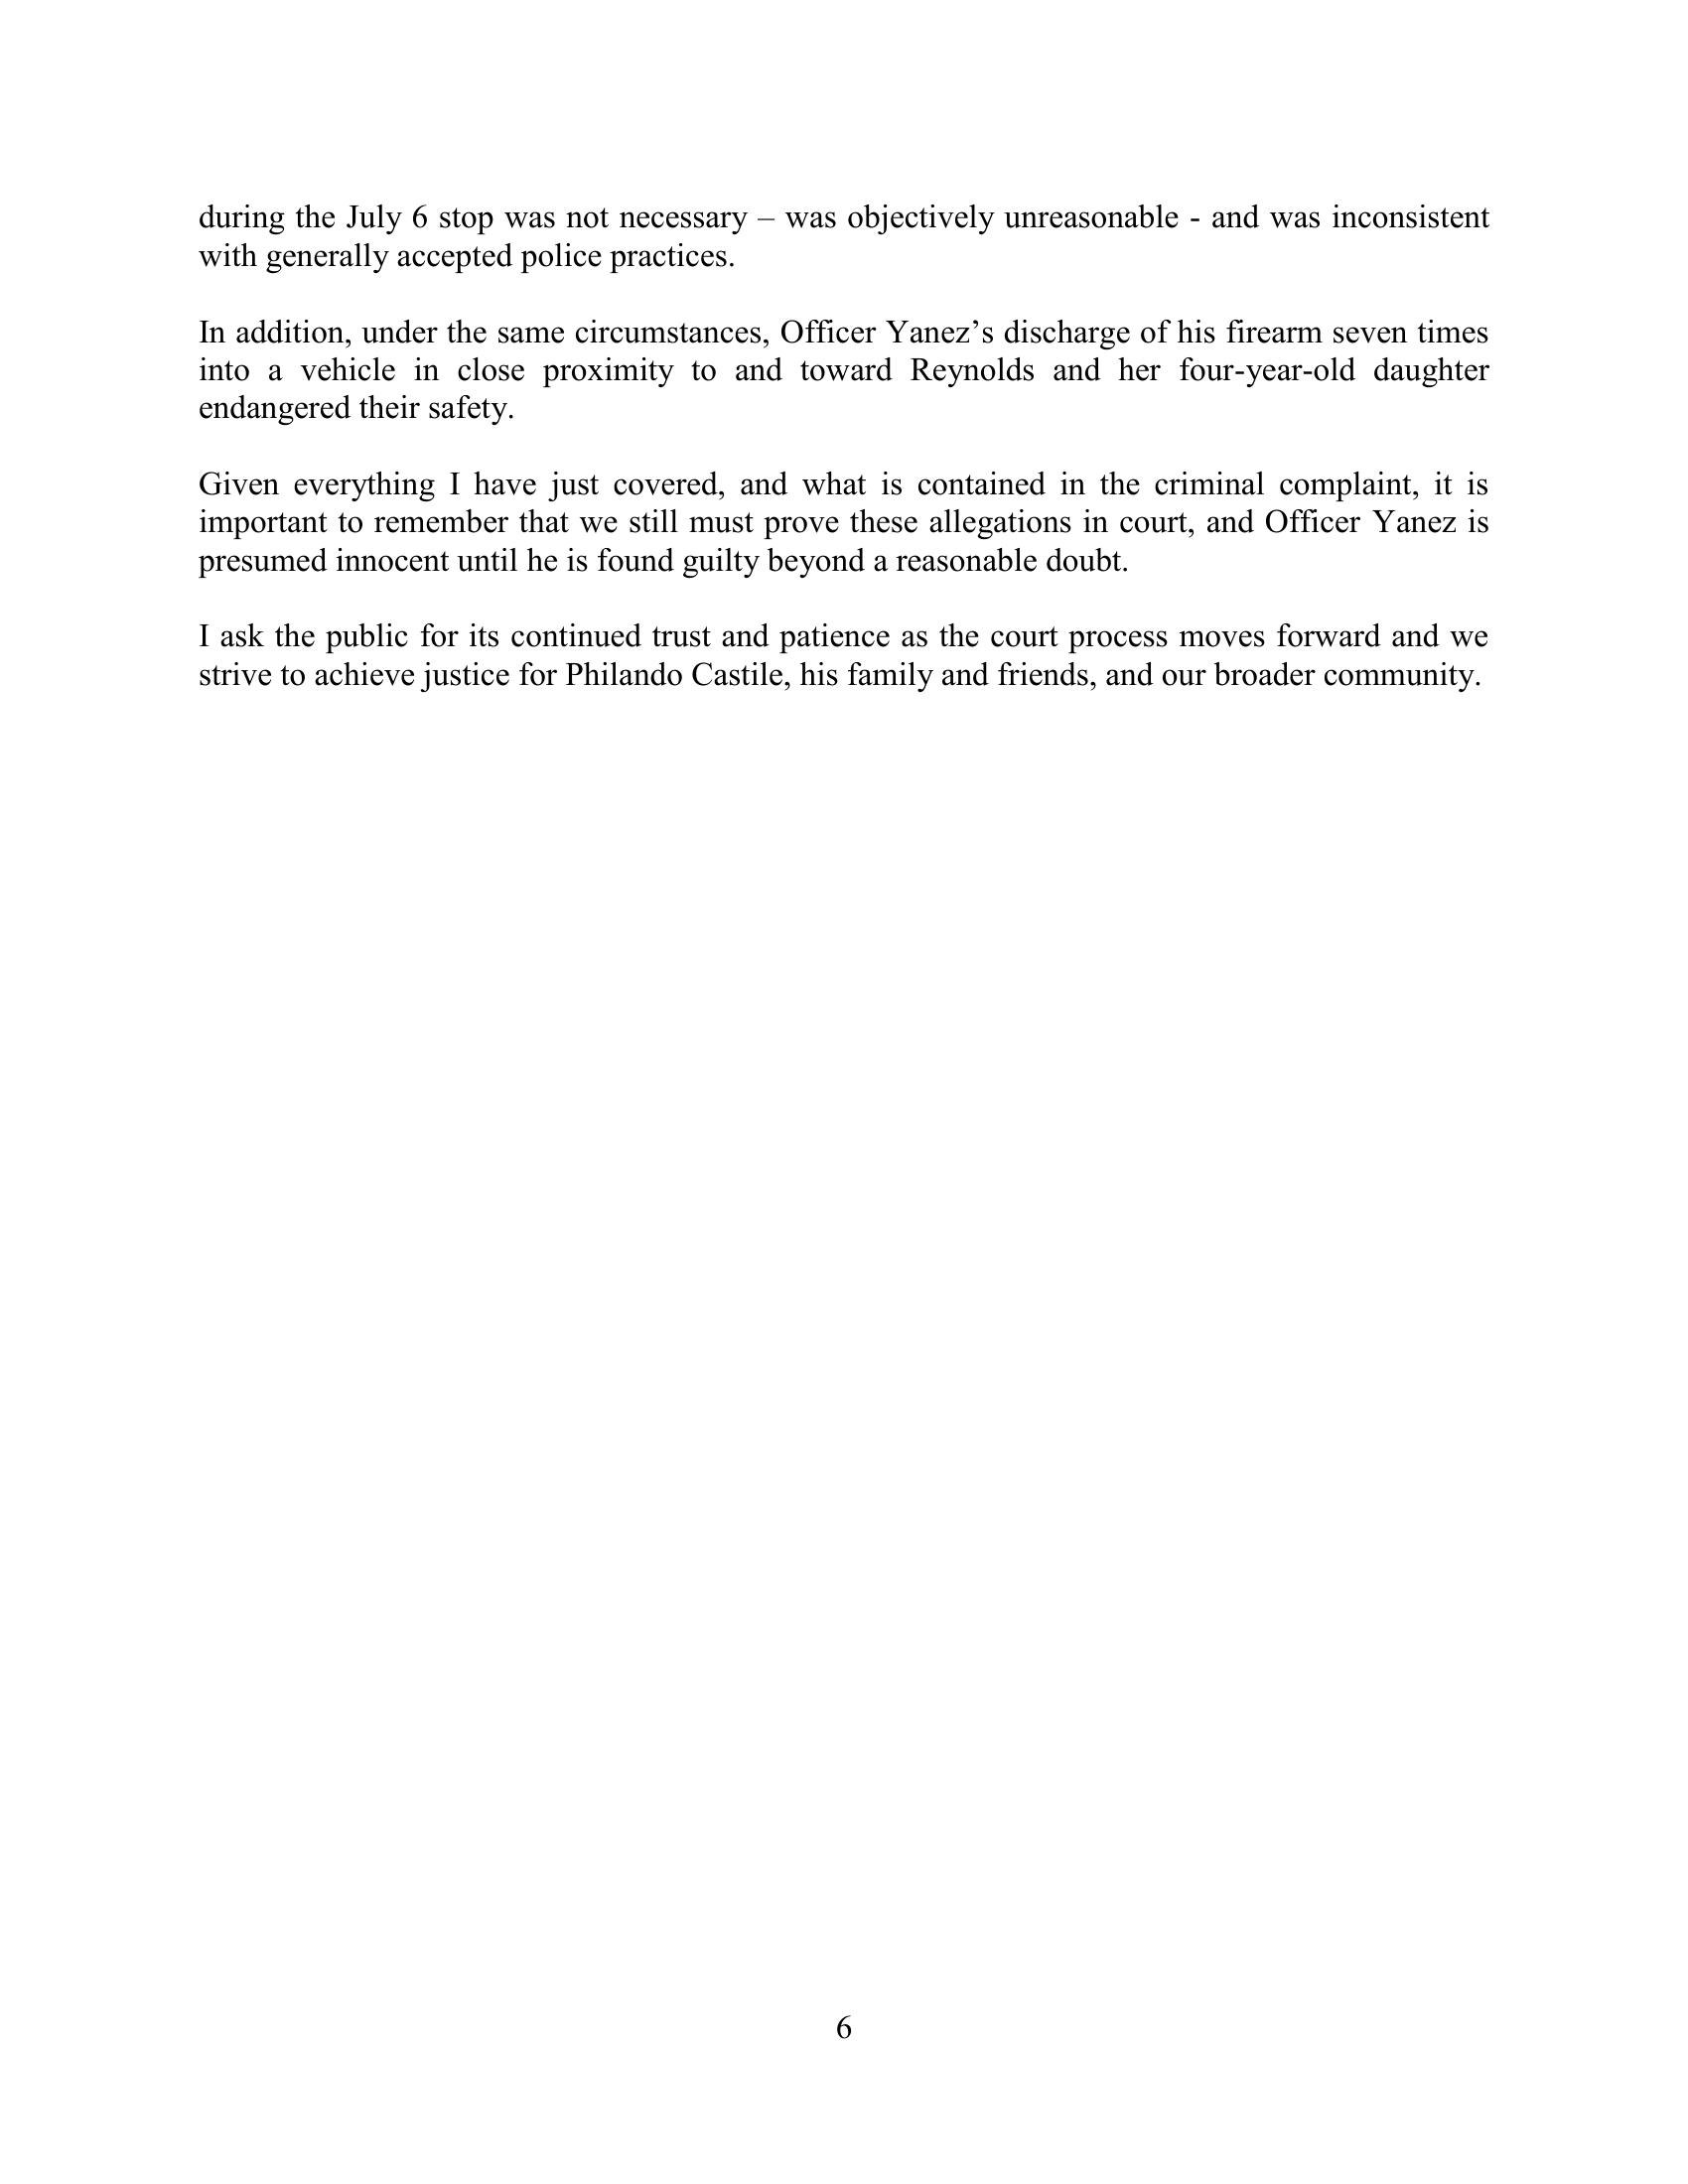 during the July 6 stop was not necessary – was objectively unreasonable - and was inconsistent
with generally accepted police practices.
In addition, under the same circumstances, Officer Yanez’s discharge of his firearm seven times
into a vehicle in close proximity to and toward Reynolds and her four-year-old daughter
endangered their safety.
Given everything I have just covered, and what is contained in the criminal complaint, it is
important to remember that we still must prove these allegations in court, and Officer Yanez is
presumed innocent until he is found guilty beyond a reasonable doubt.
I ask the public for its continued trust and patience as the court process moves forward and we
strive to achieve justice for Philando Castile, his family and friends, and our broader community.
6